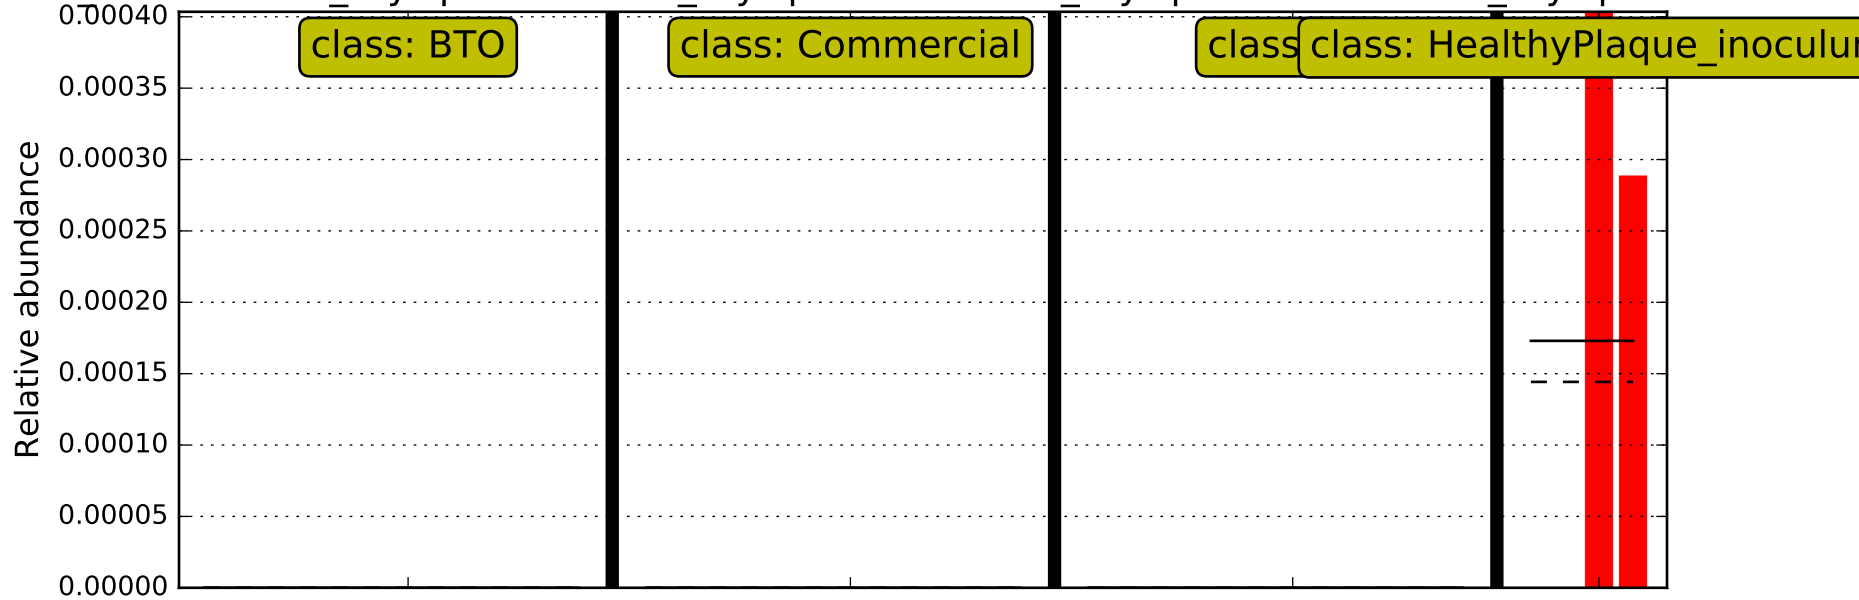 0.00040
class: BTO
class: Commercial
class
class: HealthyPlaque_inoculu
0.00035
0.00030
0.00025
0.00020
0.00015
0.00010
0.00005
0.00000
Relative abundance